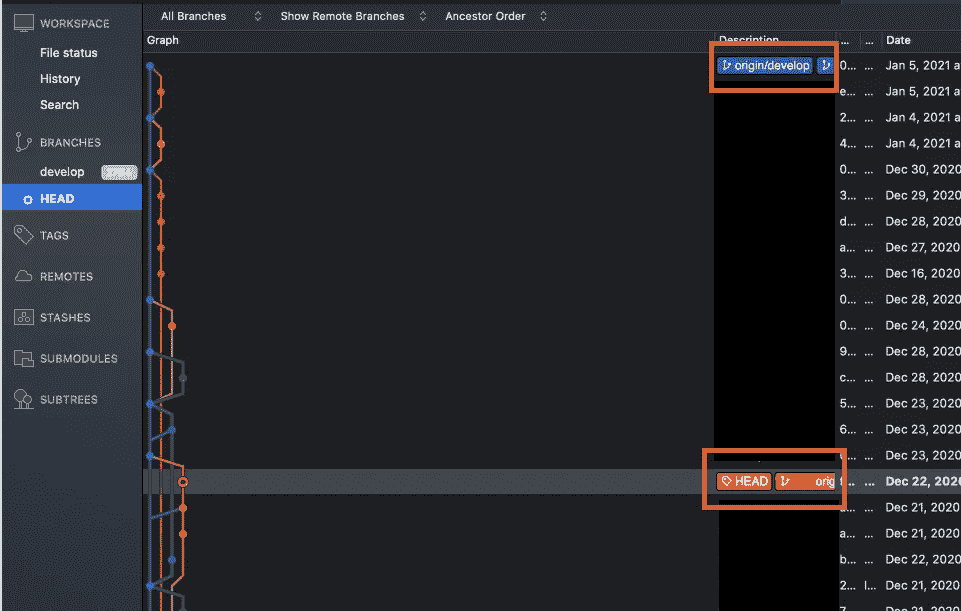 All Branches Show Remote Branches Ancestor Order
WORKSPACE
File status
History
Search
BRANCHES
develop
HEAD
TAGS
REMOTES
STASHES
SUBMODULES
SUBTREES
Graph Description ... ... Date
origin/develop 0... ... Jan 5, 2021 a
e... ... Jan 5, 2021 a
2... ... Jan 4, 2021 a
4... ... Jan 4, 2021 a
0... ... Dec 30, 2020
3... ... Dec 29, 2020
d... ... Dec 28, 2020
a... ... Dec 27, 2020
3... ... Dec 16, 2020
0... ... Dec 28, 2020
0... ... Dec 24, 2020
9... ... Dec 28, 2020
c... ... Dec 28, 2020
5... ... Dec 23, 2020
6... ... Dec 23, 2020
... Dec 23, 2020
HEAD orig ... Dec 22, 2020
... Dec 21, 2020
a... ... Dec 21, 2020
b... ... Dec 22, 2020
2... I... Dec 21, 2020
7... Dec 21, 2020